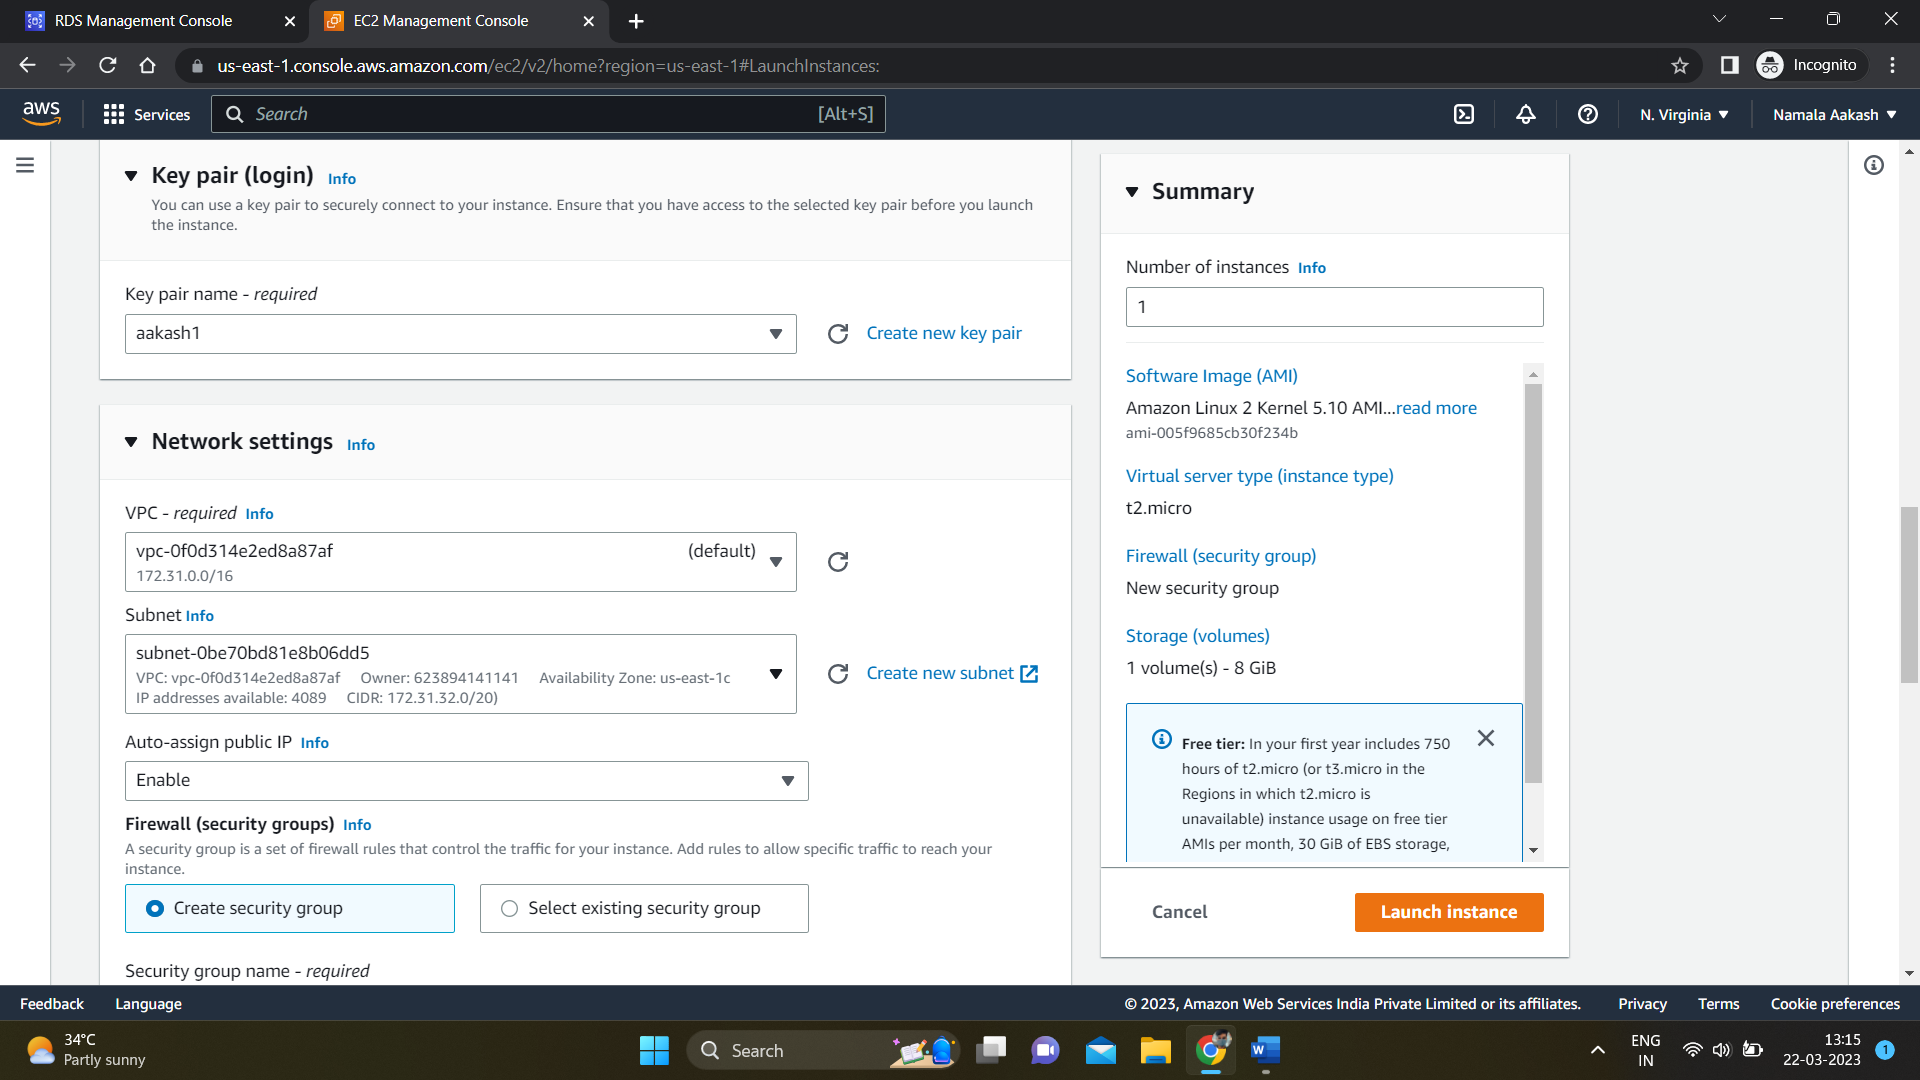 RDS Management Console
EC2 Management Console
us-east-1.console.aws.amazon.com/ec2/v2/home?region=us-east-1#LaunchInstances:
Incognito
aws
Services
Search
[Alt+S]
N. Virginia
Namala Aakash
Key pair (login) Info
You can use a key pair to securely connect to your instance. Ensure that you have access to the selected key pair before you launch
the instance.
Key pair name - required
aakash1
Create new key pair
Network settings Info
VPC - required Info
vpc-0f0d314e2ed8a87af (default)
172.31.0.0/16
Subnet Info
subnet-0be70bd81e8b06dd5
VPC: vpc-0f0d314e2ed8a87af Owner: 623894141141 Availability Zone: us-east-1c
IP addresses available: 4089 CIDR: 172.31.32.0/20)
Create new subnet
Auto-assign public IP Info
Enable
Firewall (security groups) Info
A security group is a set of firewall rules that control the traffic for your instance. Add rules to allow specific traffic to reach your
instance.
Create security group
Select existing security group
Security group name - required
Summary
Number of instances Info
1
Software Image (AMI)
Amazon Linux 2 Kernel 5.10 AMI...read more
ami-005f9685cb30f234b
Virtual server type (instance type)
t2.micro
Firewall (security group)
New security group
Storage (volumes)
1 volume(s) - 8 GiB
Free tier: In your first year includes 750
hours of t2.micro (or t3.micro in the
Regions in which t2.micro is
unavailable) instance usage on free tier
AMIs per month, 30 GiB of EBS storage,
Cancel
Launch instance
Feedback
Language
© 2023, Amazon Web Services India Private Limited or its affiliates.
Privacy
Terms
Cookie preferences
34°C
Partly sunny
Search
W
ENG
IN
13:15
22-03-2023
1